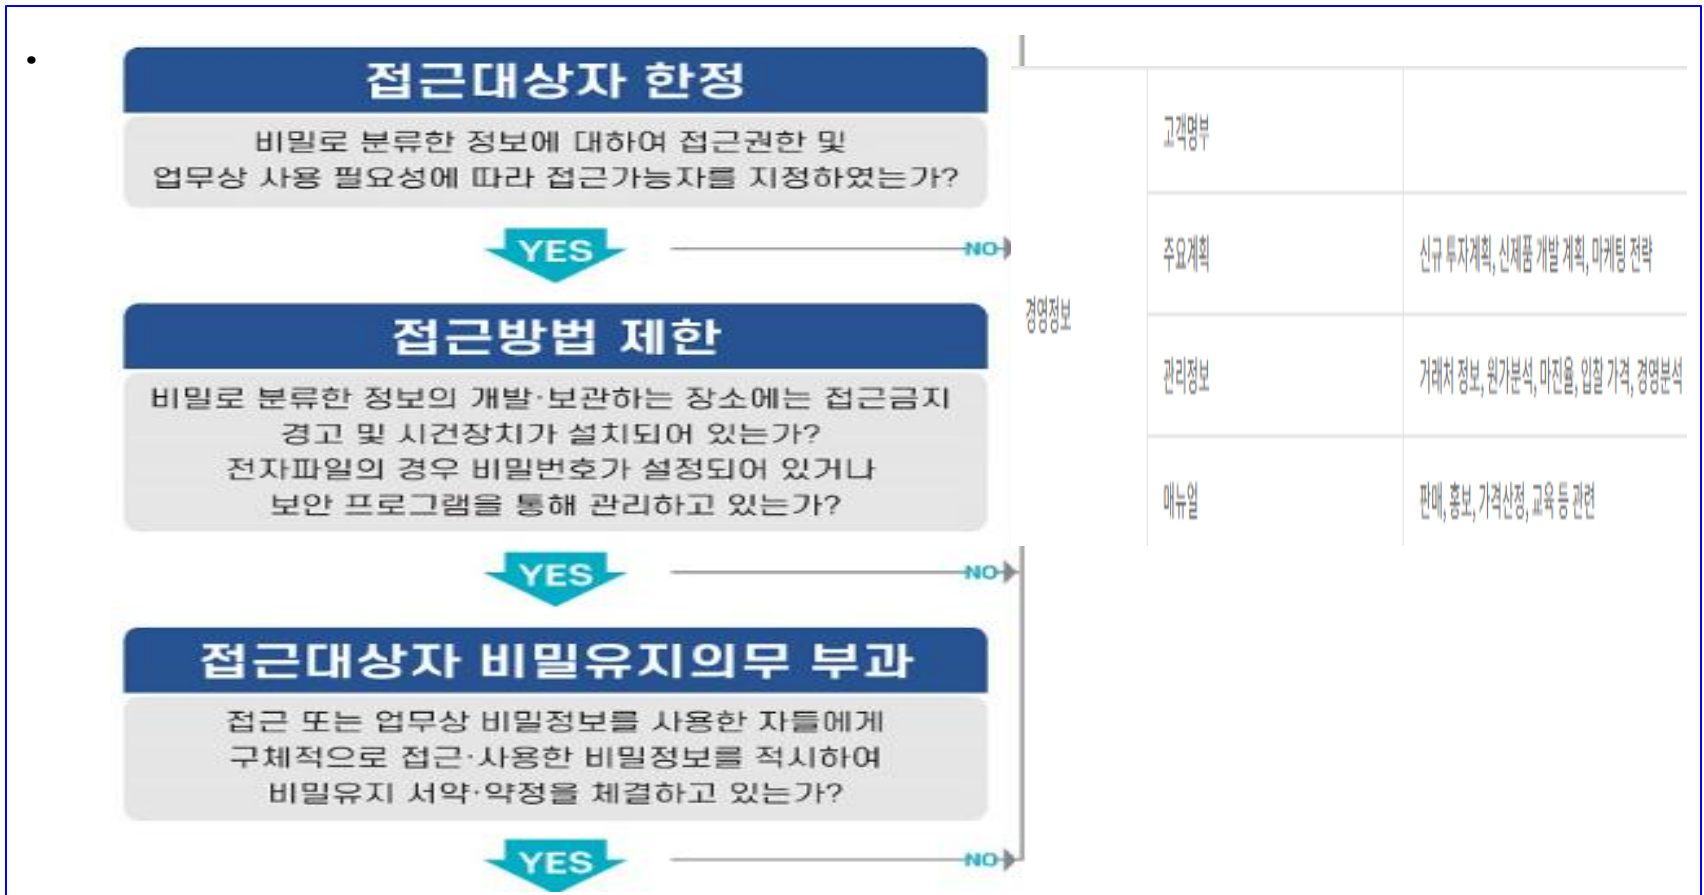 접근대상자 한정
비밀로 분류한 정보에 대하여 접근권한 및
업무상 사용 필요성에 따라 접근가능자를 지정하였는가?
YES
NO
접근방법 제한
비밀로 분류한 정보의 개발·보관하는 장소에는 접근금지
경고 및 시건장치가 설치되어 있는가?
전자파일의 경우 비밀번호가 설정되어 있거나
보안 프로그램을 통해 관리하고 있는가?
YES
NO
접근대상자 비밀유지의무 부과
접근 또는 업무상 비밀정보를 사용한 자들에게
구체적으로 접근·사용한 비밀정보를 적시하여
비밀유지 서약·약정을 체결하고 있는가?
YES
NO
경영정보
고객명부
주요계획
신규 투자계획, 신제품 개발 계획, 마케팅 전략
관리정보
거래처 정보, 원가분석, 마진율, 입찰 가격, 경영분석
매뉴얼
판매, 홍보, 가격산정, 교육 등 관련